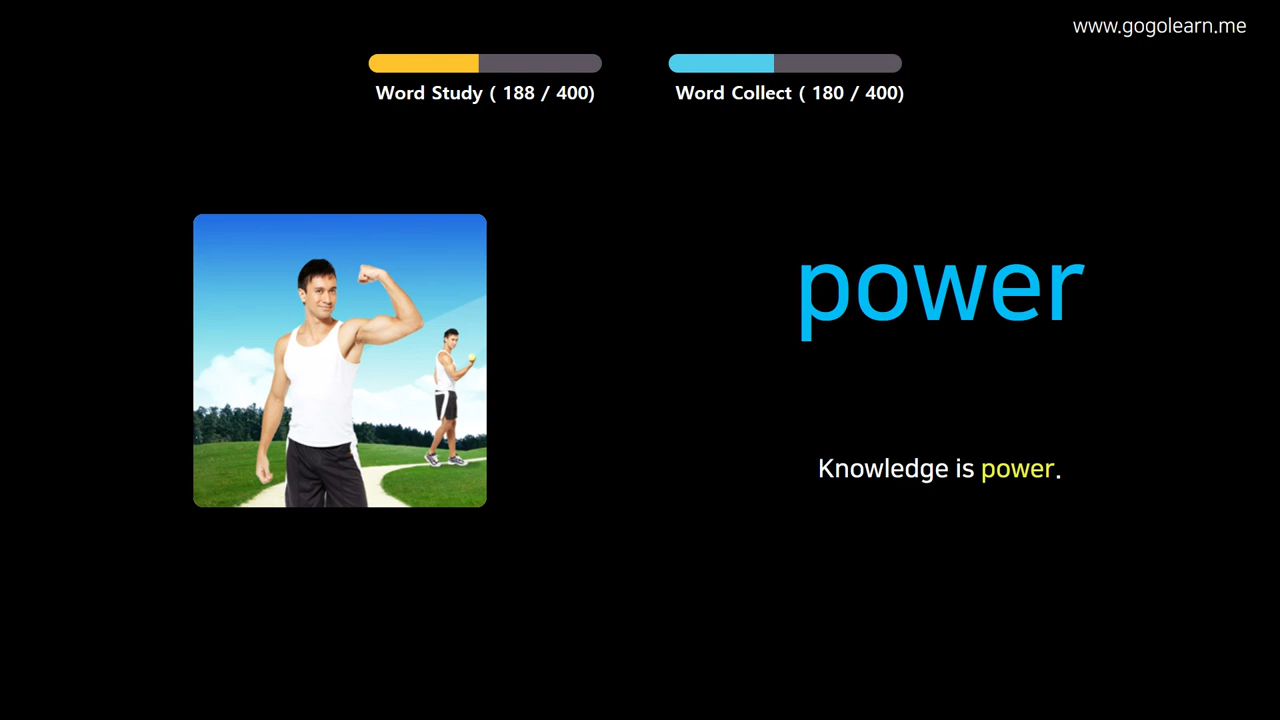 www.gogolearn.me
Word Study ( 188 / 400)
Word Collect ( 180 / 400)
power
Knowledge is power.